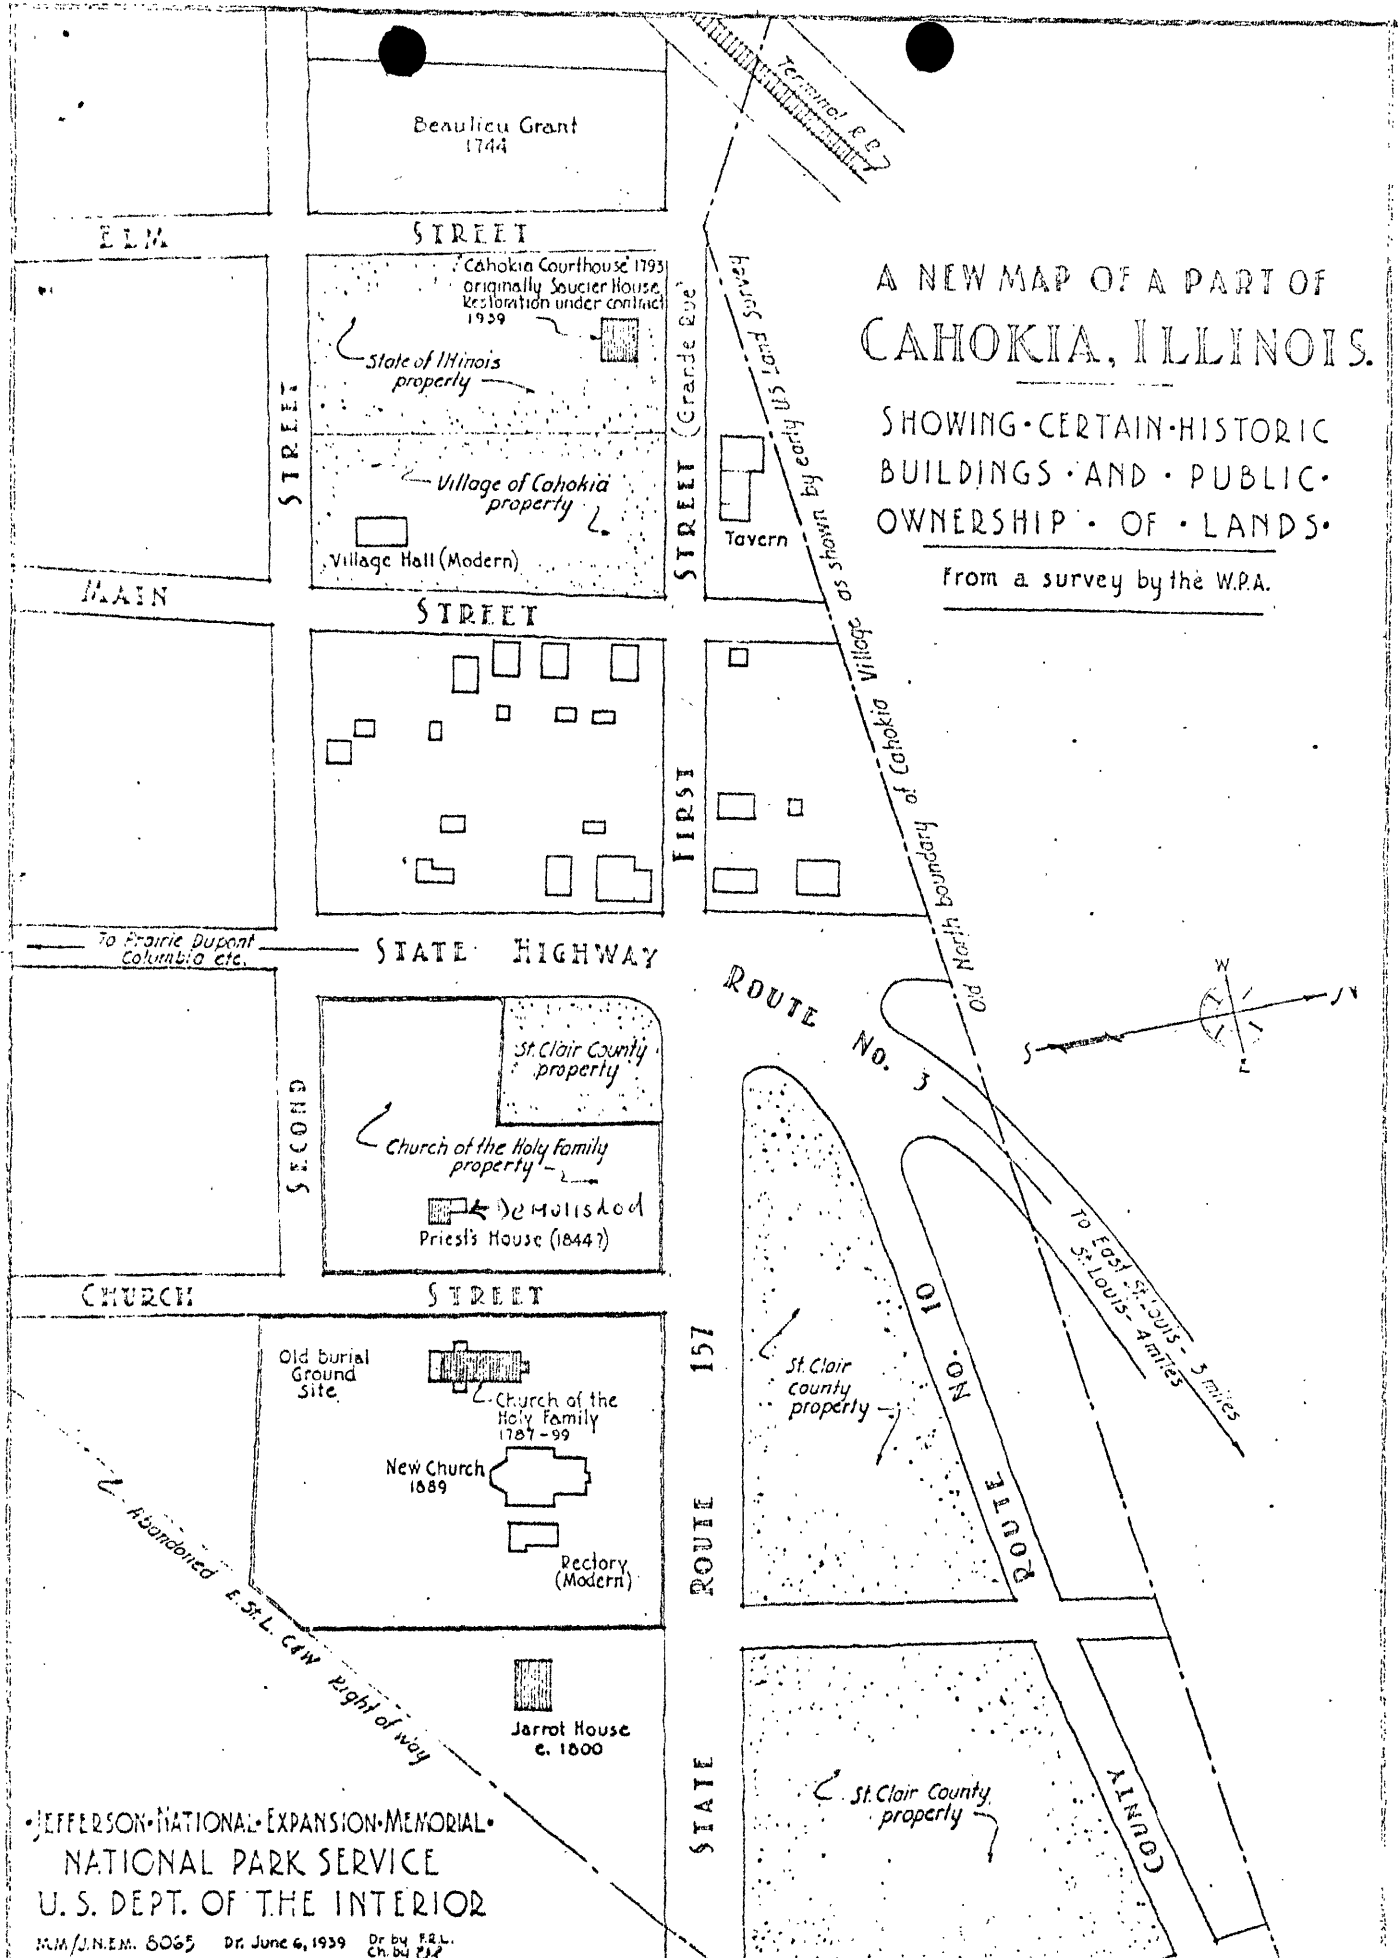 Terminal R.R.
Beaulieu Grant
1744
ELM STREET
"Cahokia Courthouse" 1793
originally Saucier House
Restoration under contract
1939
State of Illinois
property
Village of Cahokia
property
Village Hall (Modern)
STREET
STREET (Grande Rue)
Tavern
Old North boundary of Cahokia Village as shown by early US Land Survey
A NEW MAP OF A PART OF
CAHOKIA, ILLINOIS.
SHOWING·CERTAIN·HISTORIC
BUILDINGS·AND·PUBLIC·
OWNERSHIP·OF·LANDS·
From a survey by the W.P.A.
MAIN STREET
FIRST
To Prairie Dupont
Columbia etc.
STATE HIGHWAY ROUTE NO. 3
W
N
S
E
St. Clair County
property
SECOND
Church of the Holy Family
property
Demolished
Priest's House (1844?)
To East St. Louis - 3 miles
St. Louis - 4 miles
CHURCH STREET
Old Burial
Ground
Site
Church of the
Holy Family
1787-99
New Church
1889
Rectory
(Modern)
St. Clair
county
property
STATE ROUTE 157
COUNTY ROUTE NO. 10
Abandoned E. St. L. C&W Right of way
Jarrot House
c. 1800
St. Clair County
property
·JEFFERSON·NATIONAL·EXPANSION·MEMORIAL·
NATIONAL PARK SERVICE
U.S. DEPT. OF THE INTERIOR
MM/J.N.E.M. 8065 Dr. June 6, 1939 Dr. by F.R.L.
Ch. by